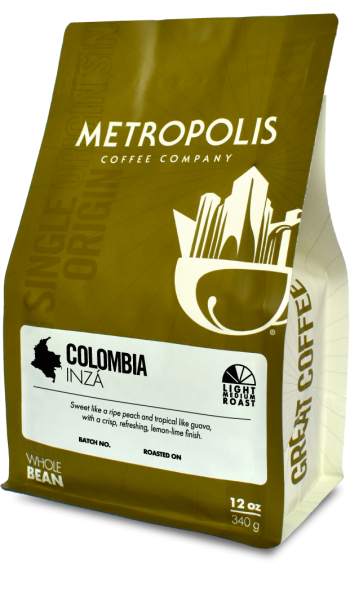 SINGLE ORIGIN
METROPOLIS
COFFEE COMPANY
®
COLOMBIA
INZÁ
LIGHT
MEDIUM
ROAST
Sweet like a ripe peach and tropical like guava,
with a crisp, refreshing, lemon-lime finish.
BATCH NO. ROASTED ON
WHOLE
BEAN
12 oz
340 g
GREAT COFFEE